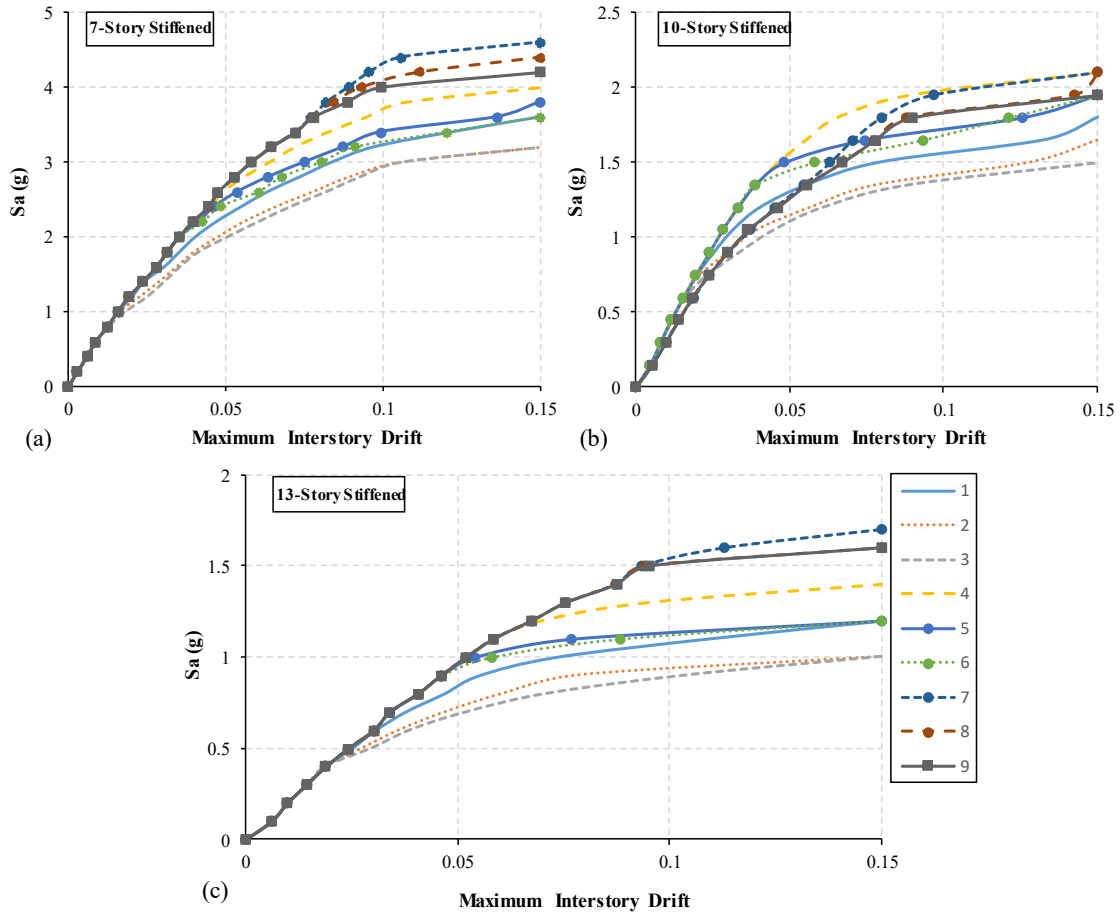 7-Story Stiffened
Sa (g)
5
4
3
2
1
0
0 0.05 0.1 0.15
(a) Maximum Interstory Drift
10-Story Stiffened
Sa (g)
2.5
2
1.5
1
0.5
0
0 0.05 0.1 0.15
(b) Maximum Interstory Drift
13-Story Stiffened
Sa (g)
2
1.5
1
0.5
0
0 0.05 0.1 0.15
(c) Maximum Interstory Drift
1
2
3
4
5
6
7
8
9